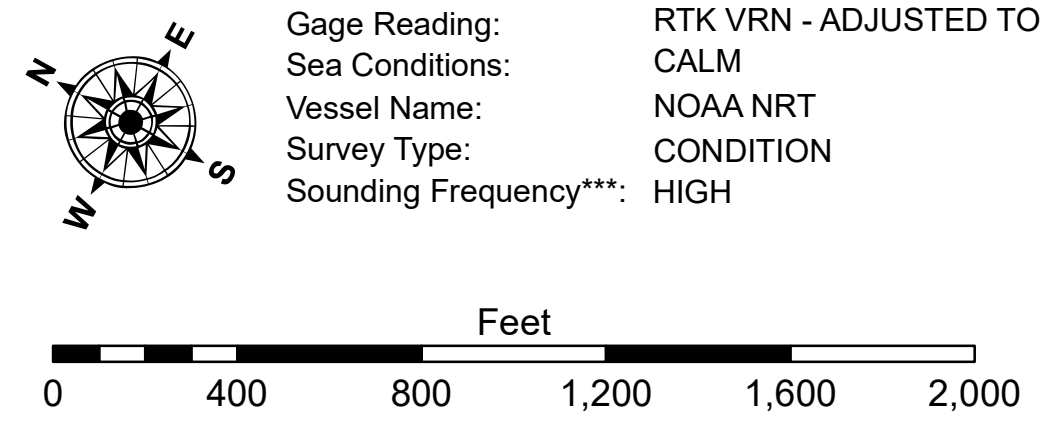 N
E
S
W
Gage Reading: RTK VRN - ADJUSTED TO
Sea Conditions: CALM
Vessel Name: NOAA NRT
Survey Type: CONDITION
Sounding Frequency***: HIGH
Feet
0 400 800 1,200 1,600 2,000